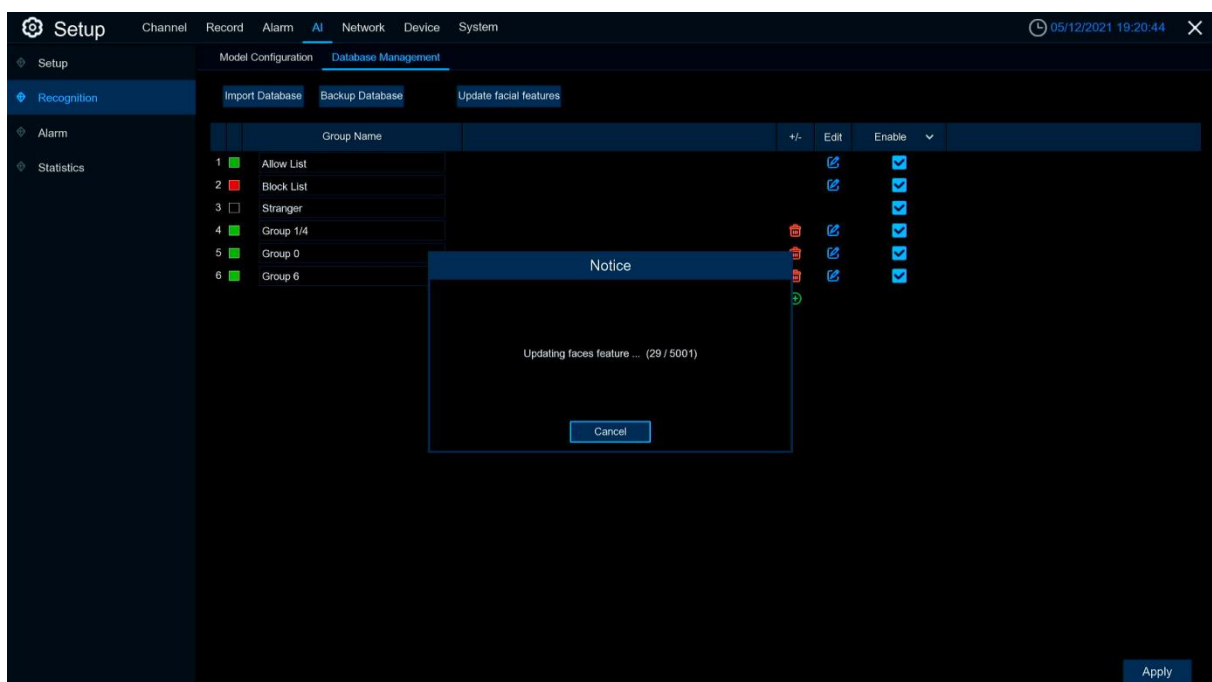 Setup Channel Record Alarm AI Network Device System 05/12/2021 19:20:44
Setup
Recognition
Alarm
Statistics
Model Configuration Database Management
Import Database Backup Database Update facial features
Group Name +/- Edit Enable
1 Allow List
2 Block List
3 Stranger
4 Group 1/4
5 Group 0
6 Group 6
Notice
Updating faces feature ... (29 / 5001)
Cancel
Apply